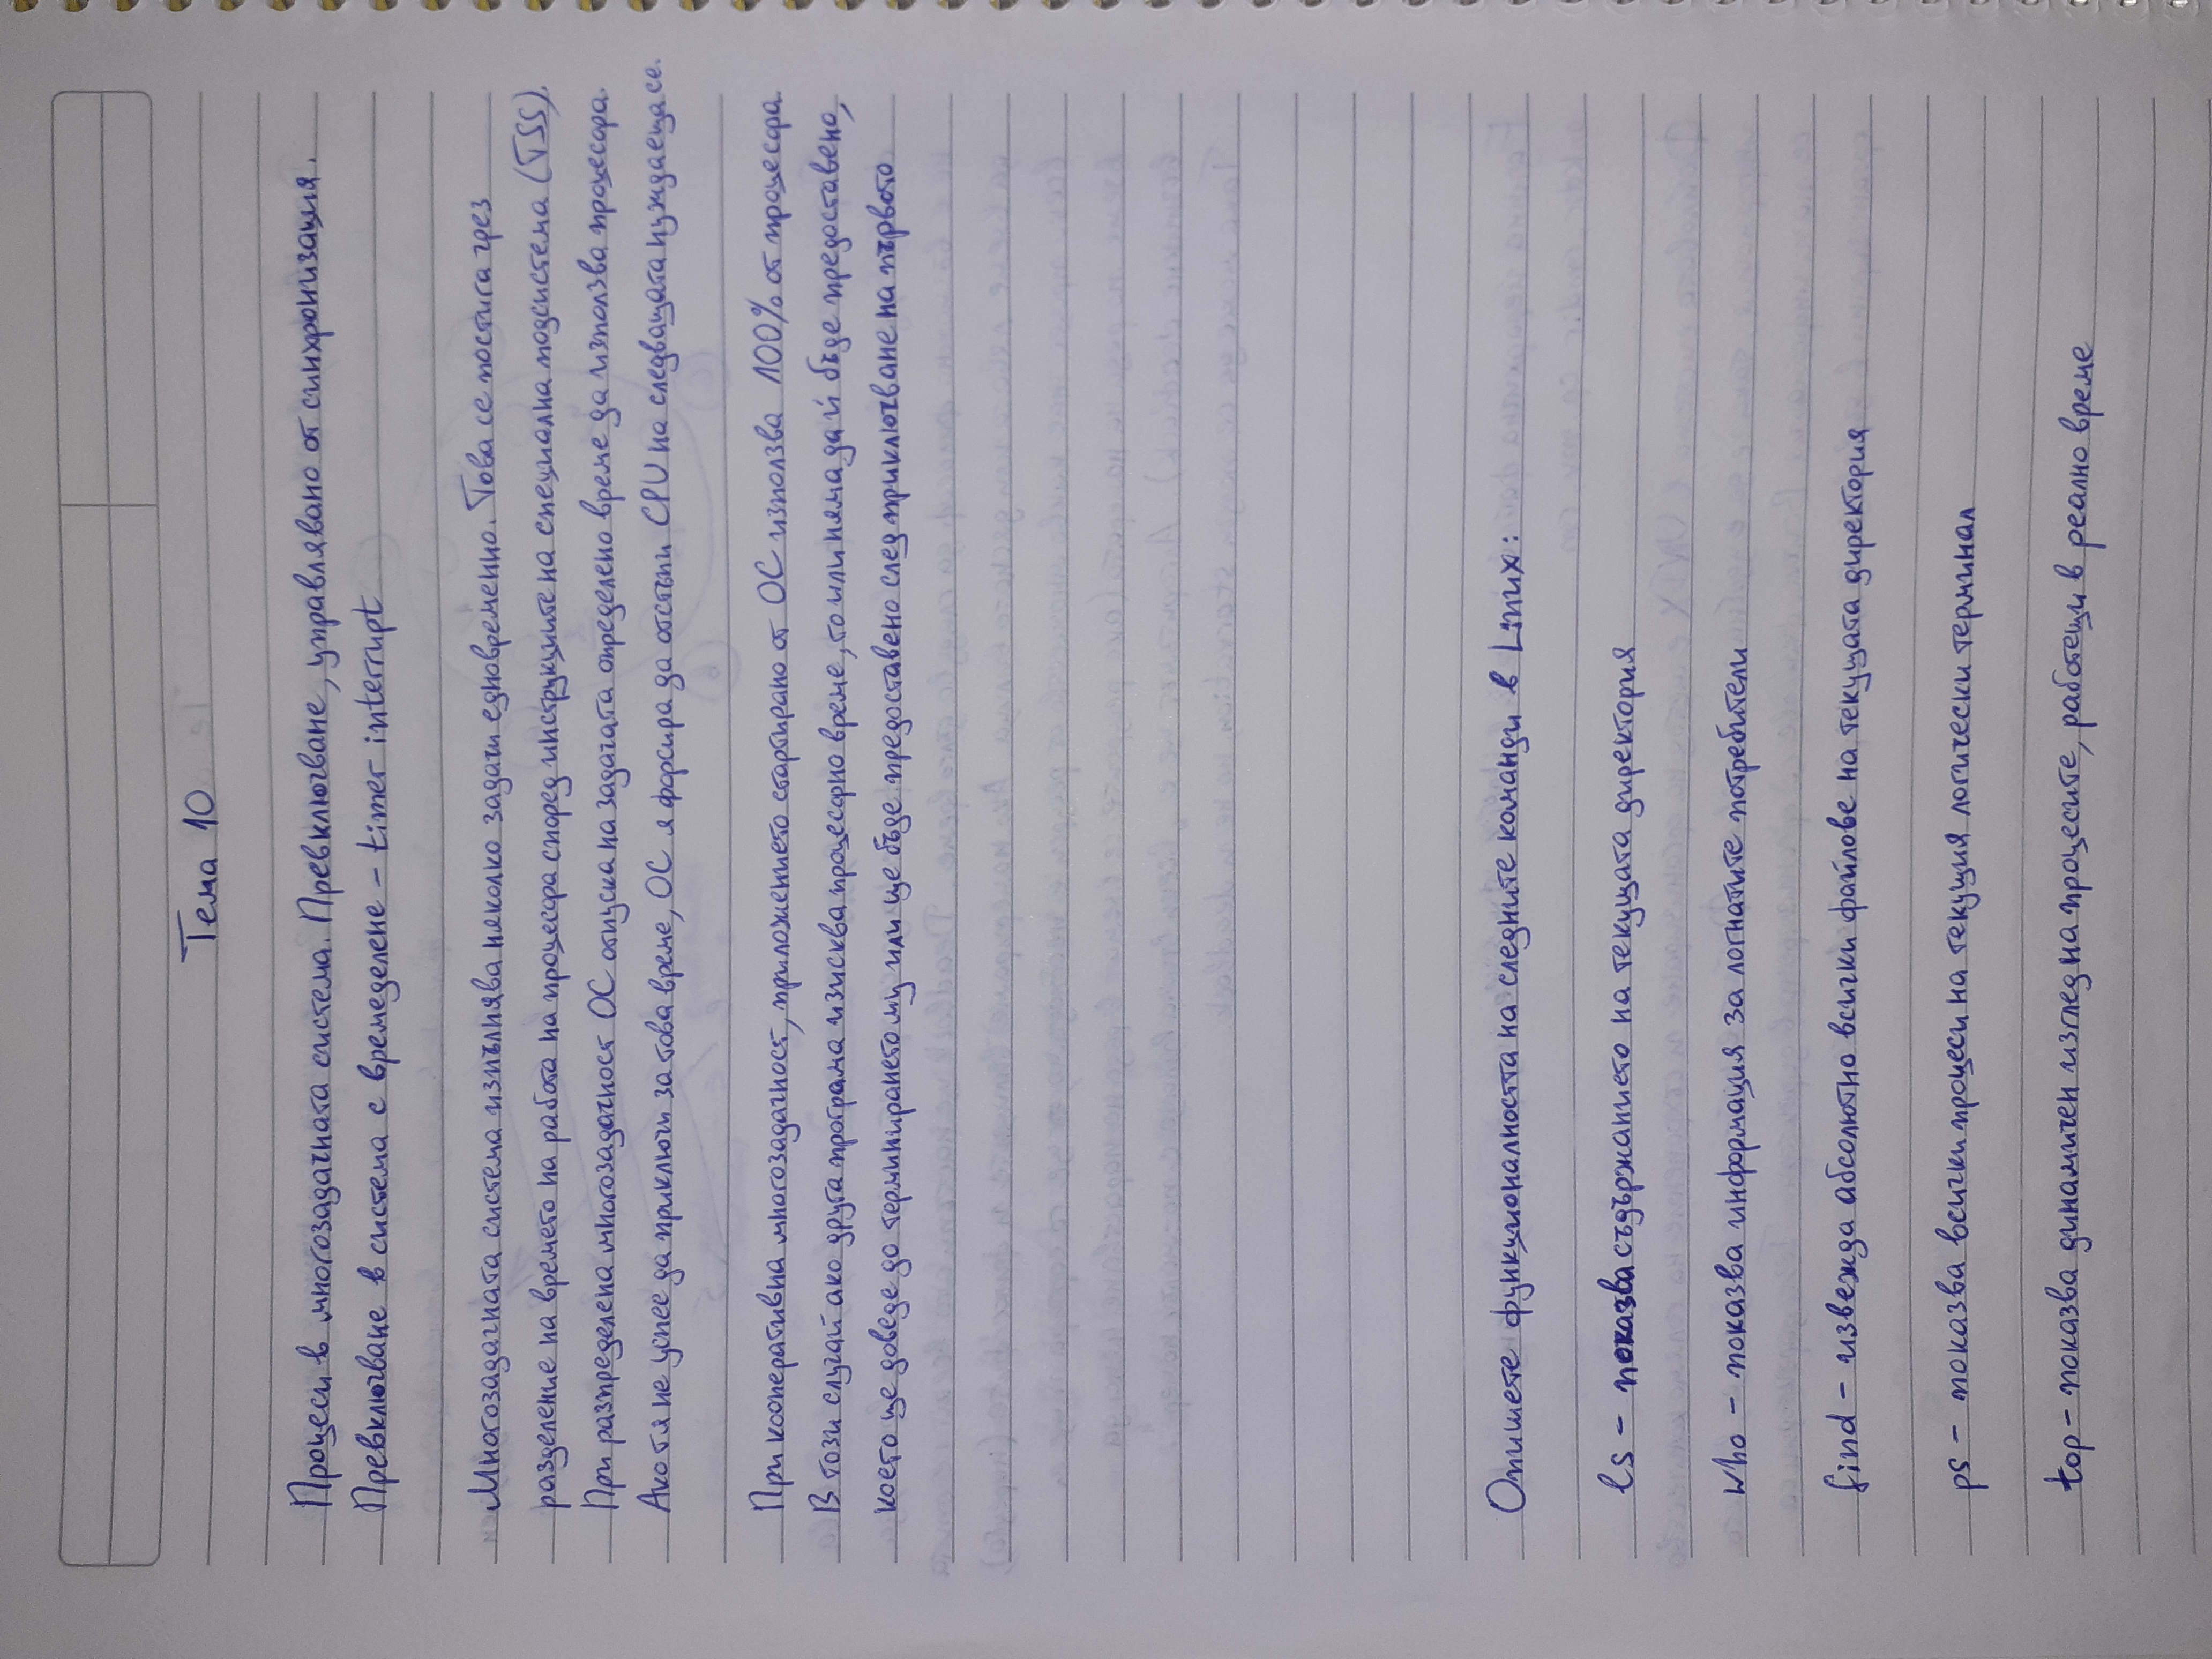 Тема 10
Процеси в многозадачната система. Превключване, управлявано от синхронизация.
Превключване в система с времеделене - timer interrupt
Многозадачната система изпълнява няколко задачи едновременно. Това се постига чрез
разделение на времето на работа на процесора според инструкциите на специална подсистема (TSS).
При разпределена многозадачност ОС отпуска на задачата определено време да използва процесора.
Ако тя не успее да приключи за това време, ОС я форсира да отстъпи CPU на следващата нуждаеща се.
При кооперативна многозадачност, приложението стартирано от ОС използва 100% от процесора.
В този случай ако друга програма изисква процесорно време, то или няма да ѝ бъде предоставено,
което ще доведе до терминирането му или ще бъде предоставено след приключване на първото
Опишете функционалността на следните команди в Linux:
ls - показва съдържанието на текущата директория
who - показва информация за логнатите потребители
find - извежда абсолютно всички файлове на текущата директория
ps - показва всички процеси на текущия логически терминал
top - показва динамичен изглед на процесите, работещи в реално време